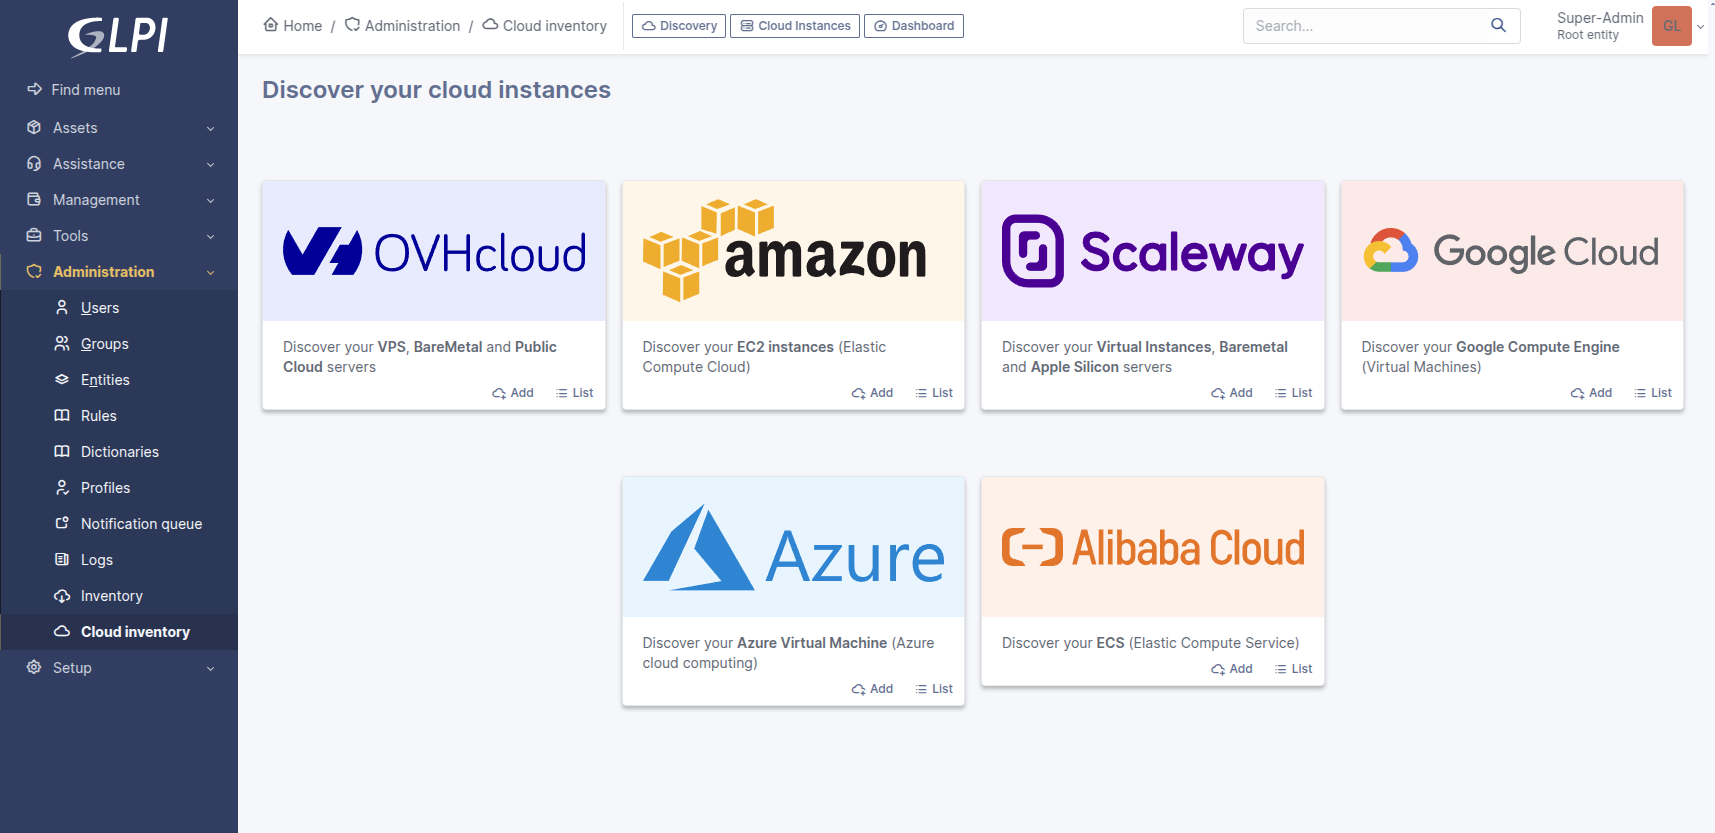 GLPI
Find menu
Assets
Assistance
Management
Tools
Administration
Users
Groups
Entities
Rules
Dictionaries
Profiles
Notification queue
Logs
Inventory
Cloud inventory
Setup
Home / Administration / Cloud inventory
Discovery
Cloud Instances
Dashboard
Search...
Super-Admin
Root entity
GL
Discover your cloud instances
OVHcloud
Discover your VPS, BareMetal and Public
Cloud servers
Add List
amazon
Discover your EC2 instances (Elastic
Compute Cloud)
Add List
Scaleway
Discover your Virtual Instances, Baremetal
and Apple Silicon servers
Add List
Google Cloud
Discover your Google Compute Engine
(Virtual Machines)
Add List
Azure
Discover your Azure Virtual Machine (Azure
cloud computing)
Add List
Alibaba Cloud
Discover your ECS (Elastic Compute Service)
Add List